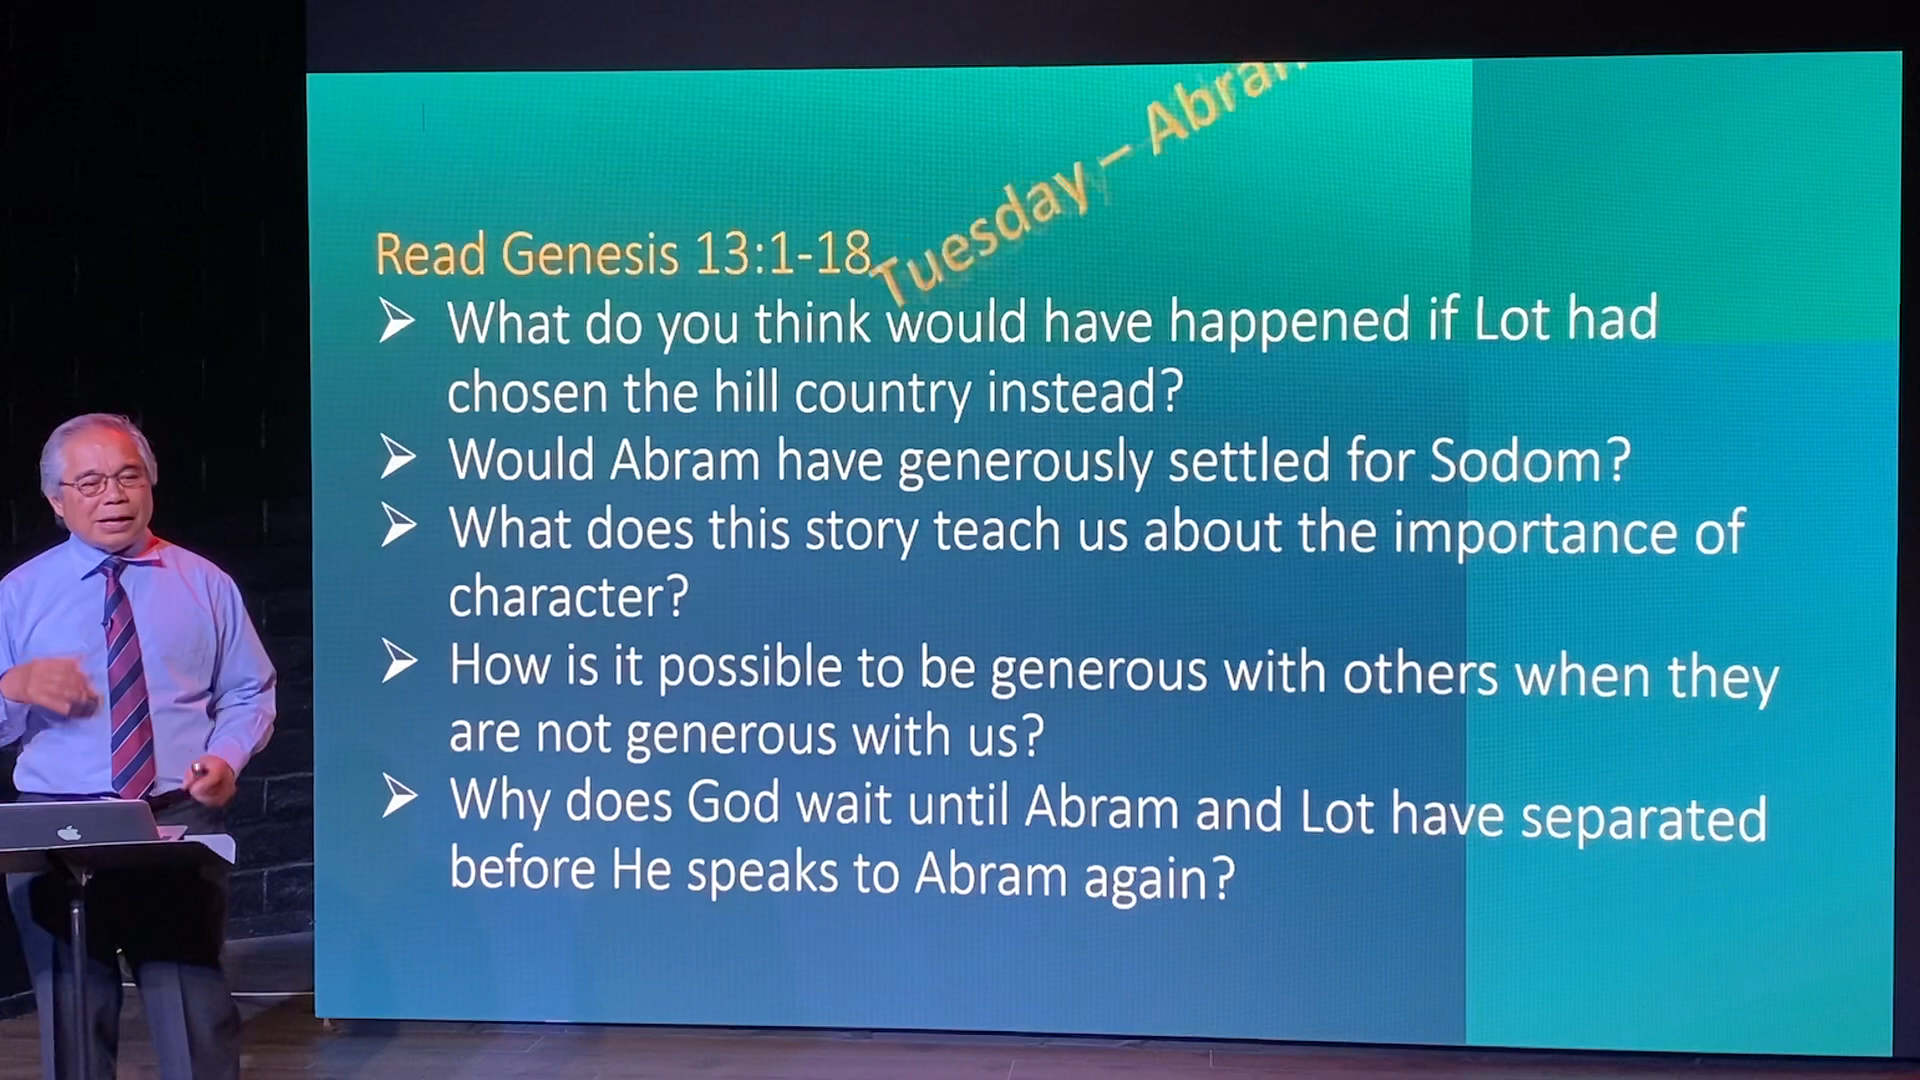 Tuesday –
Read Genesis 13:1-18
➢ What do you think would have happened if Lot had
chosen the hill country instead?
➢ Would Abram have generously settled for Sodom?
➢ What does this story teach us about the importance of
character?
➢ How is it possible to be generous with others when they
are not generous with us?
➢ Why does God wait until Abram and Lot have separated
before He speaks to Abram again?